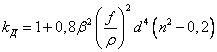 k_Д = 1 + 0,8β²(f/ρ)²d⁴(n² − 0,2)